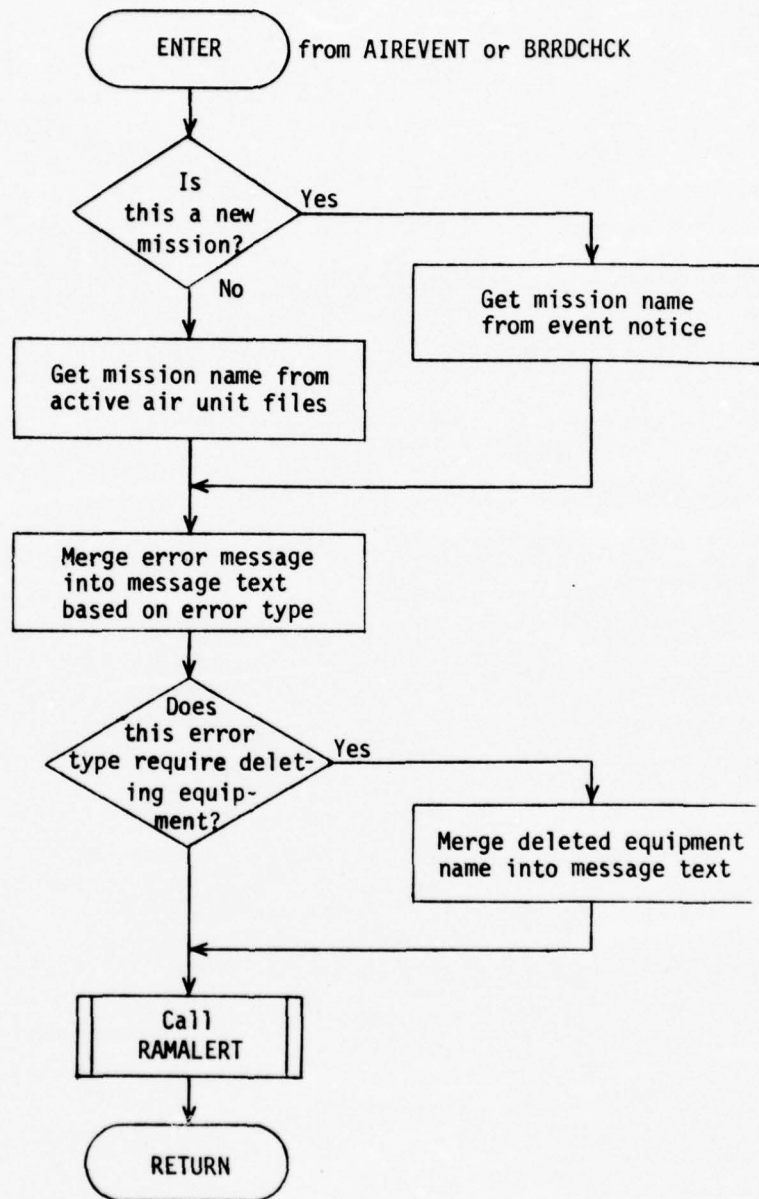 ENTER
from AIREVENT or BRRDCHCK
Is
this a new
mission?
Yes
No
Get mission name
from event notice
Get mission name from
active air unit files
Merge error message
into message text
based on error type
Does
this error
type require delet-
ing equip-
ment?
Yes
Merge deleted equipment
name into message text
Call
RAMALERT
RETURN